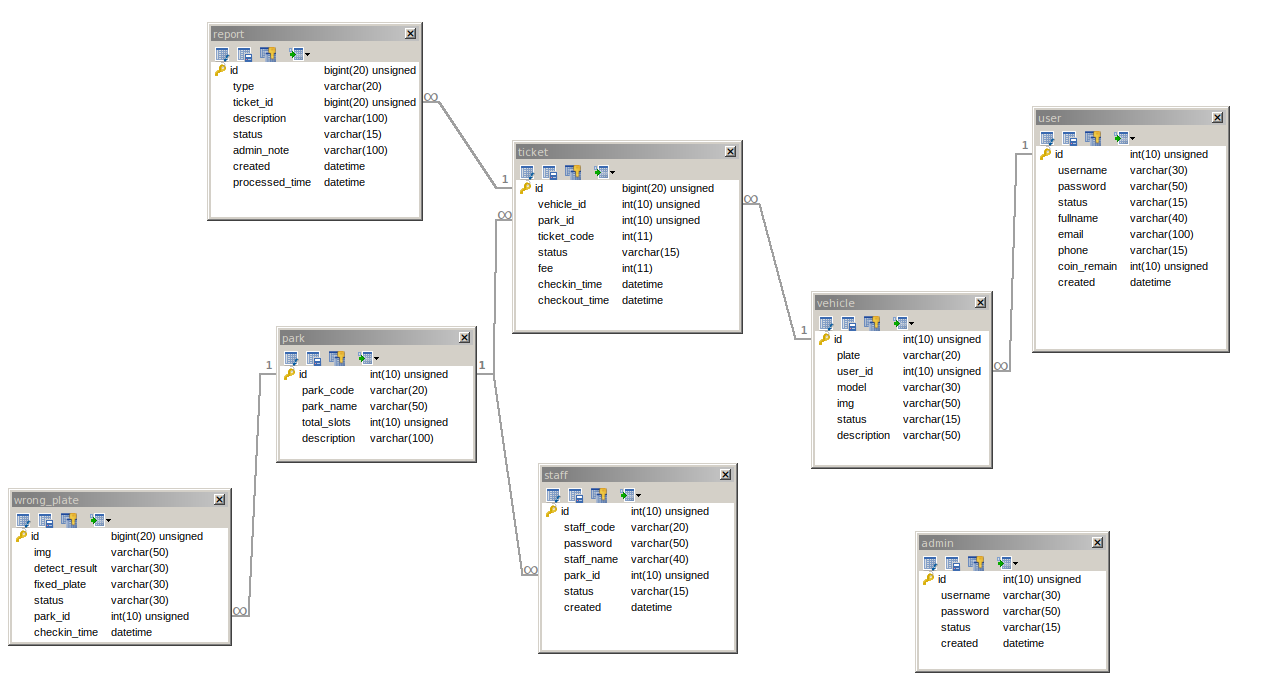 report
id bigint(20) unsigned
type varchar(20)
ticket_id bigint(20) unsigned
description varchar(100)
status varchar(15)
admin_note varchar(100)
created datetime
processed_time datetime
∞
1
ticket
id bigint(20) unsigned
vehicle_id int(10) unsigned
park_id int(10) unsigned
ticket_code int(11)
status varchar(15)
fee int(11)
checkin_time datetime
checkout_time datetime
∞
∞
1
user
id int(10) unsigned
username varchar(30)
password varchar(50)
status varchar(15)
fullname varchar(40)
email varchar(100)
phone varchar(15)
coin_remain int(10) unsigned
created datetime
1
vehicle
id int(10) unsigned
plate varchar(20)
user_id int(10) unsigned
model varchar(30)
img varchar(50)
status varchar(15)
description varchar(50)
∞
1
park
id int(10) unsigned
park_code varchar(20)
park_name varchar(50)
total_slots int(10) unsigned
description varchar(100)
1
wrong_plate
id bigint(20) unsigned
img varchar(50)
detect_result varchar(30)
fixed_plate varchar(30)
status varchar(30)
park_id int(10) unsigned
checkin_time datetime
∞
staff
id int(10) unsigned
staff_code varchar(20)
password varchar(50)
staff_name varchar(40)
park_id int(10) unsigned
status varchar(15)
created datetime
∞
admin
id int(10) unsigned
username varchar(30)
password varchar(50)
status varchar(15)
created datetime